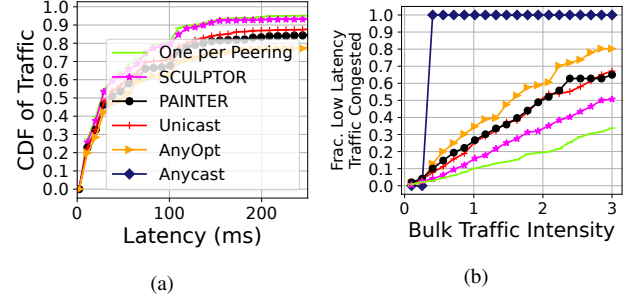 CDF of Traffic
1.0
0.9
0.8
0.7
0.6
0.5
0.4
0.3
0.2
0.1
0.0
One per Peering
SCULPTOR
PAINTER
Unicast
AnyOpt
Anycast
0 100 200
Latency (ms)
(a)
Frac. Low Latency
Traffic Congested
1.0
0.9
0.8
0.7
0.6
0.5
0.4
0.3
0.2
0.1
0.0
0 1 2 3
Bulk Traffic Intensity
(b)